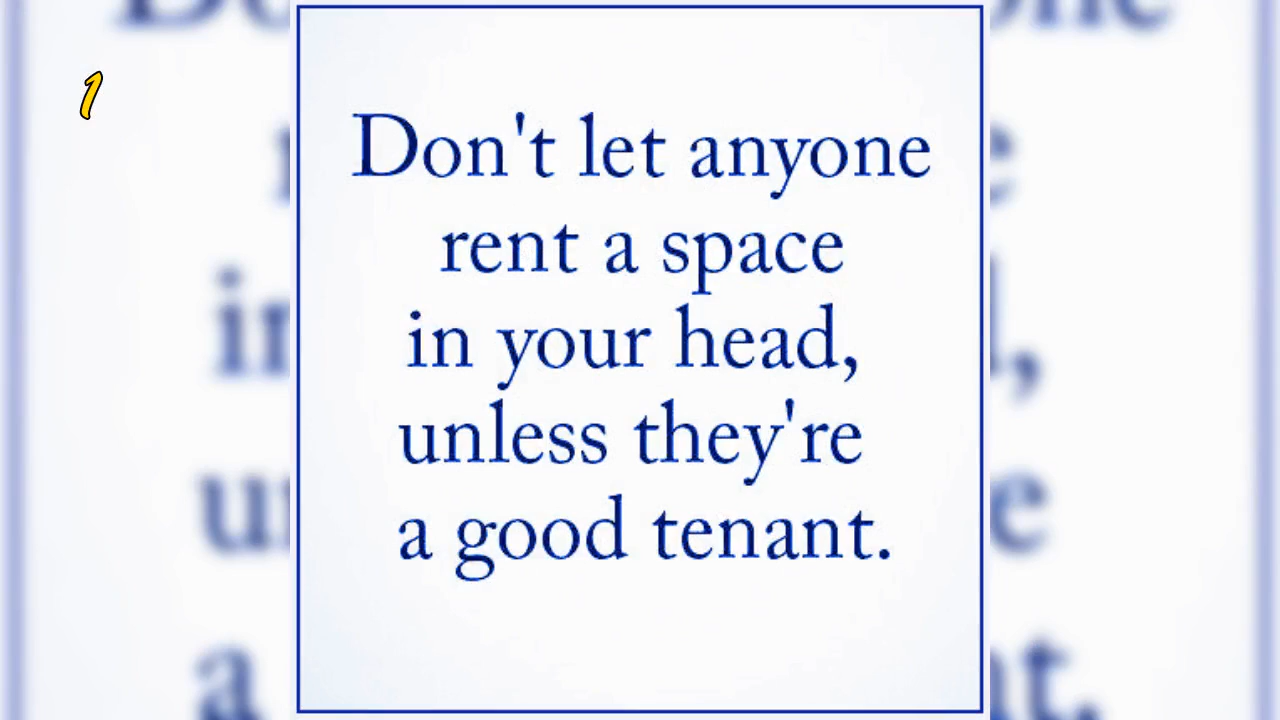 1
Don't let anyone
rent a space
in your head,
unless they're
a good tenant.